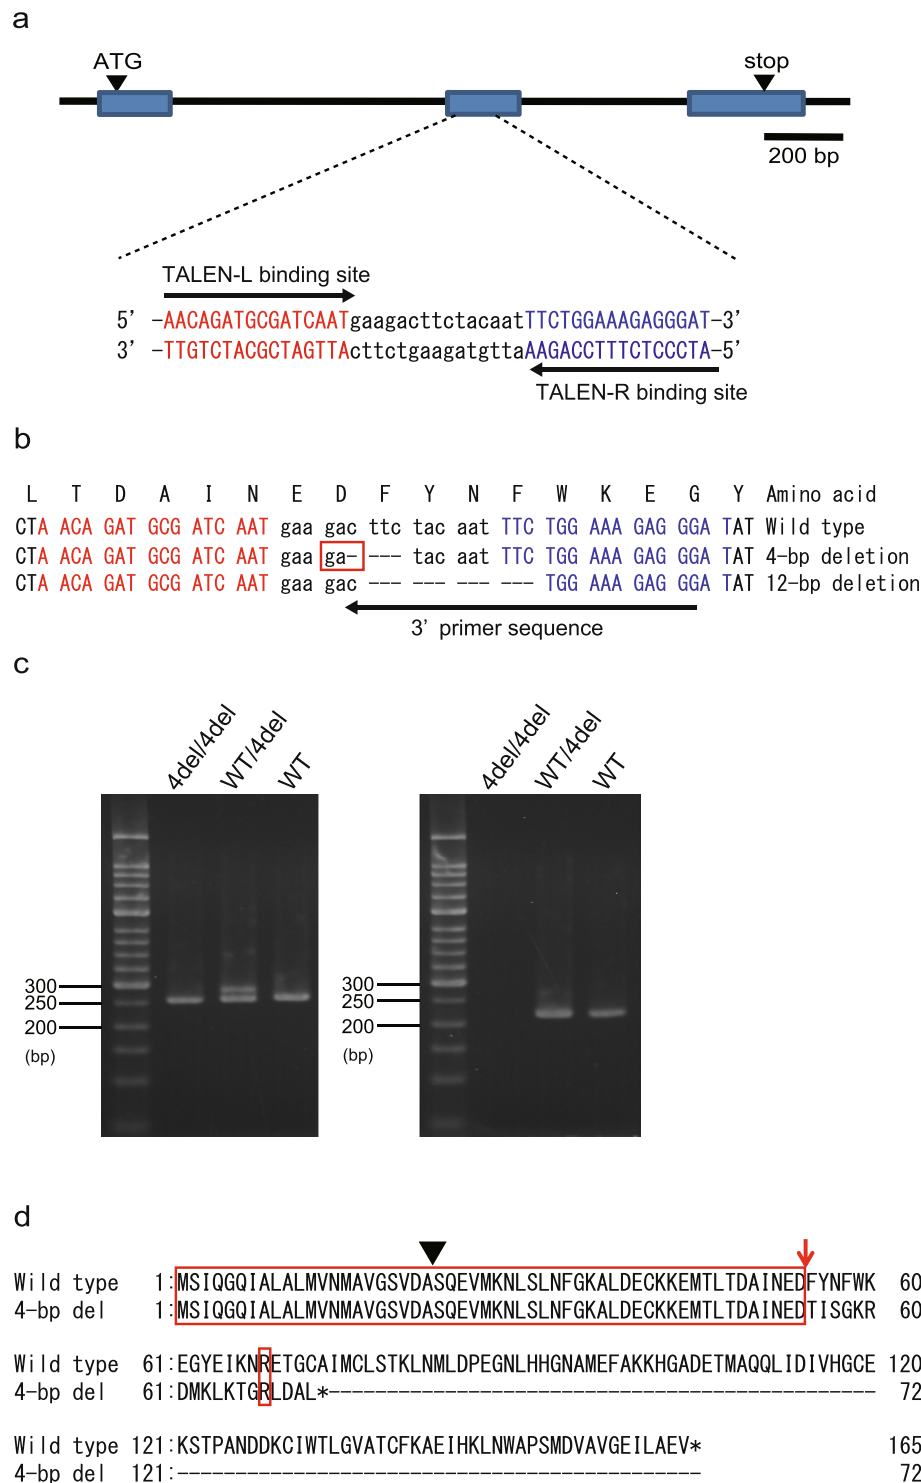 a
ATG
stop
200 bp
TALEN-L binding site
5’ –AACAGATGCGATCAATgaagacttctacaatTTCTGGAAAGAGGGAT–3’
3’ –TTGTCTACGCTAGTTActtctgaagatgttaAAGACCTTTCTCCCTA–5’
TALEN-R binding site
b
L T D A I N E D F Y N F W K E G Y Amino acid
CTA ACA GAT GCG ATC AAT gaa gac ttc tac aat TTC TGG AAA GAG GGA TAT Wild type
CTA ACA GAT GCG ATC AAT gaa ga– ––– tac aat TTC TGG AAA GAG GGA TAT 4-bp deletion
CTA ACA GAT GCG ATC AAT gaa gac ––– ––– ––– ––– TGG AAA GAG GGA TAT 12-bp deletion
3’ primer sequence
c
4del/4del WT/4del WT 4del/4del WT/4del WT
300 300
250 250
200 200
(bp) (bp)
d
Wild type 1:MSIQGQIALALMVNMAVGSVDASQEVMKNLSLNFGKALDECKKEMTLTDAINEDFYNFWK 60
4-bp del 1:MSIQGQIALALMVNMAVGSVDASQEVMKNLSLNFGKALDECKKEMTLTDAINEDTISGKR 60
Wild type 61:EGYEIKNRETGCAIMCLSTKLNMLDPEGNLHHGNAMEFAKKHGADETMAQQLIDIVHGCE 120
4-bp del 61:DMKLKTGRLDAL*----------------------------------------------- 72
Wild type 121:KSTPANDDKCIWTLGVATCFKAEIHKLNWAPSMDVAVGEILAEV* 165
4-bp del 121:--------------------------------------------- 72